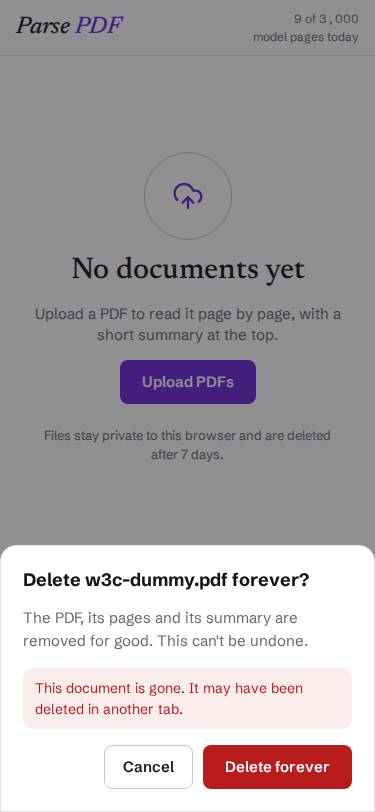 Parse PDF
9 of 3,000
model pages today
No documents yet
Upload a PDF to read it page by page, with a
short summary at the top.
Upload PDFs
Files stay private to this browser and are deleted
after 7 days.
Delete w3c-dummy.pdf forever?
The PDF, its pages and its summary are
removed for good. This can't be undone.
This document is gone. It may have been
deleted in another tab.
Cancel
Delete forever